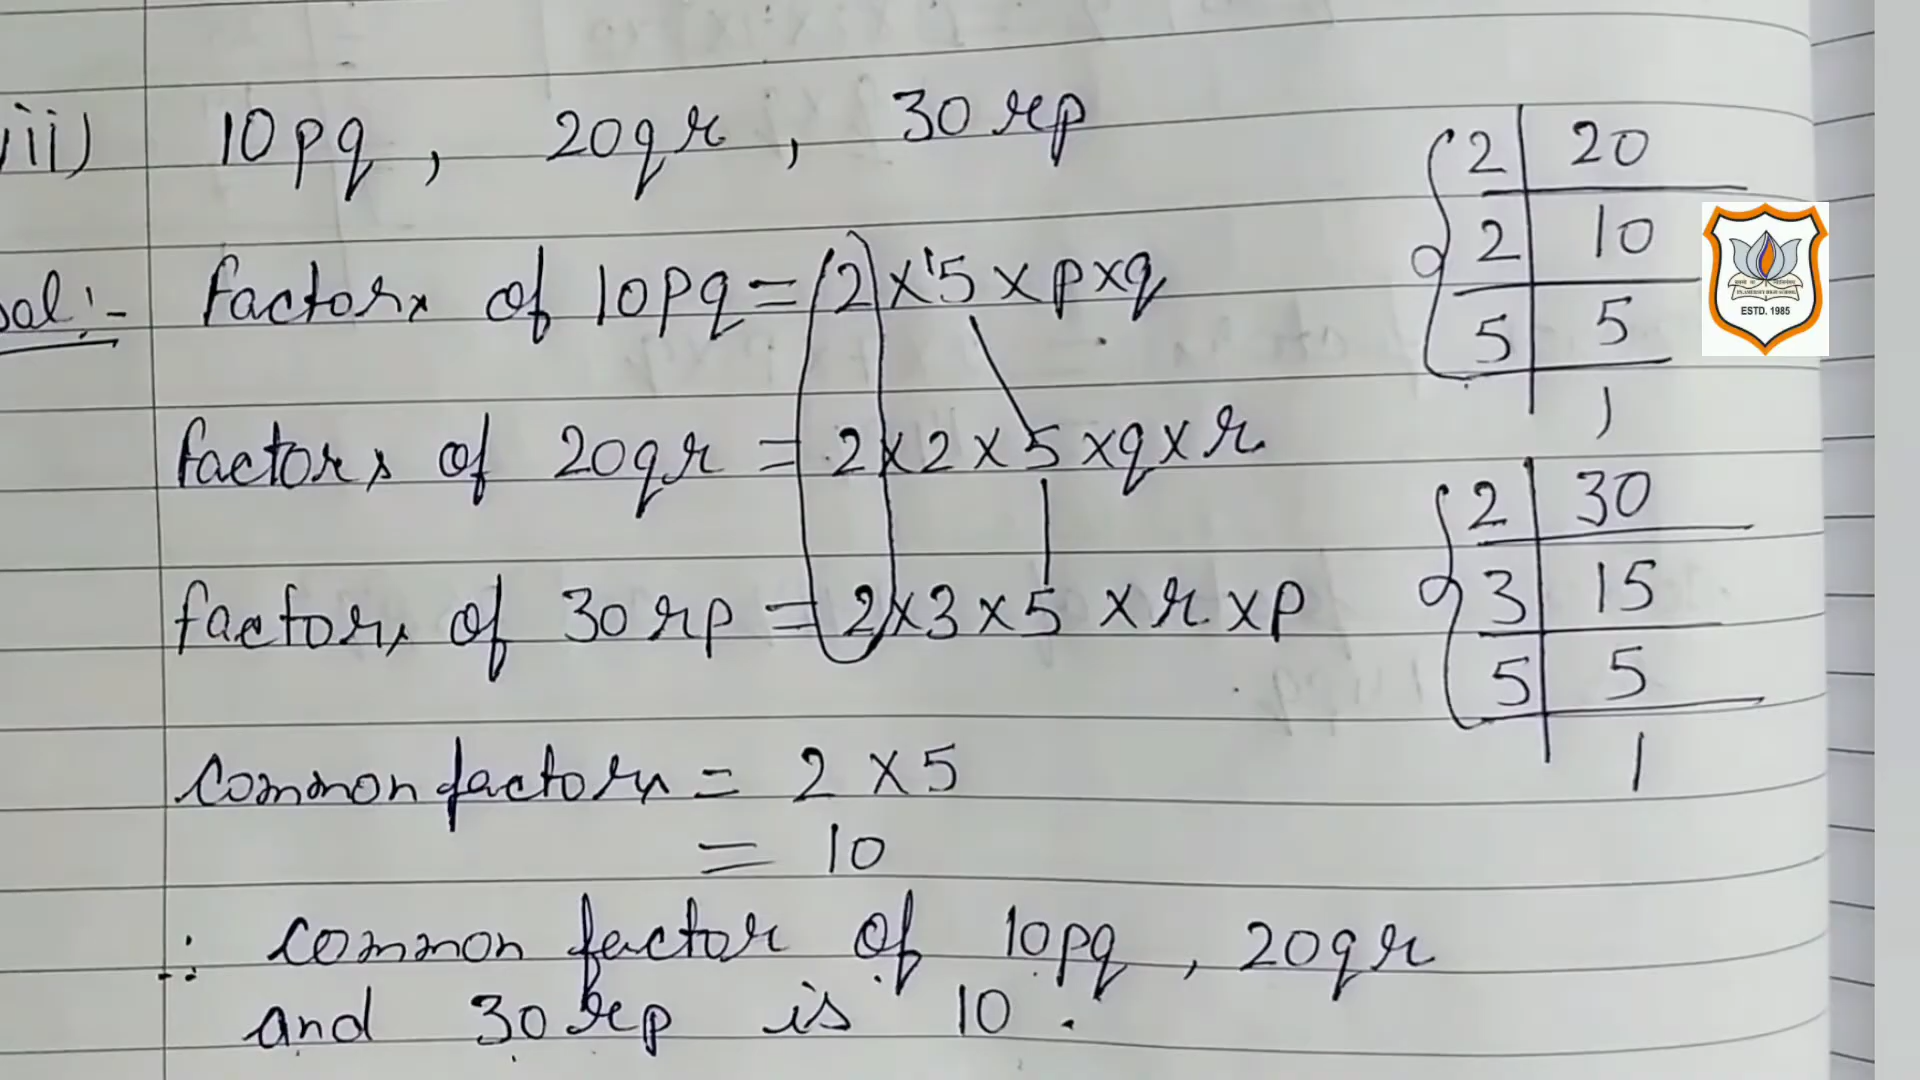 iii) 10pq, 20qr, 30rp
sol:- factors of 10pq = 2 × 5 × p × q
factors of 20qr = 2 × 2 × 5 × q × r
factors of 30rp = 2 × 3 × 5 × r × p
common factors = 2 × 5
= 10
∴ common factor of 10pq, 20qr
and 30rp is 10.
2 | 20
2 | 10
5 | 5
1
2 | 30
3 | 15
5 | 5
1
ESTD. 1985